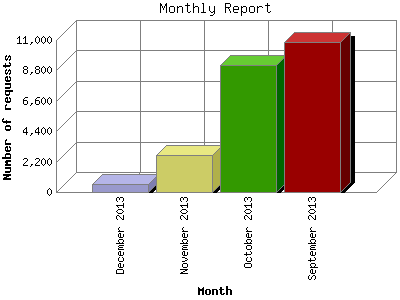 Monthly Report
Number of requests
11,000
8,800
6,600
4,400
2,200
0
December 2013
November 2013
October 2013
September 2013
Month